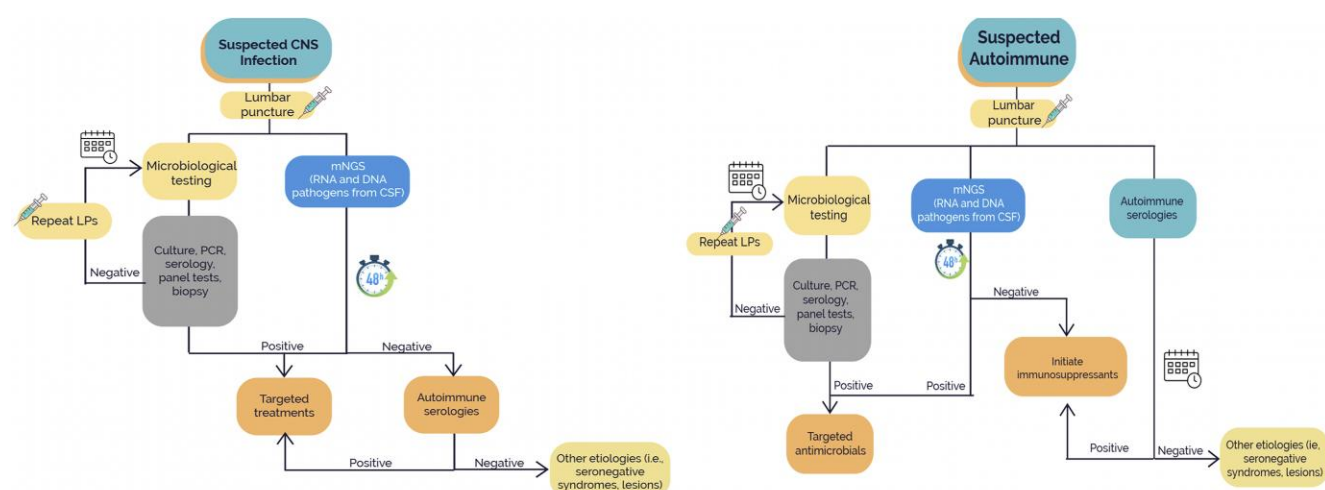 Suspected CNS
Infection
Lumbar
puncture
Microbiological
testing
mNGS
(RNA and DNA
pathogens from CSF)
Repeat LPs
Culture, PCR,
serology,
panel tests,
biopsy
Negative
48h
Positive
Negative
Targeted
treatments
Autoimmune
serologies
Positive
Negative
Other etiologies (i.e.,
seronegative
syndromes, lesions)
Suspected
Autoimmune
Lumbar
puncture
Microbiological
testing
mNGS
(RNA and DNA
pathogens from CSF)
Autoimmune
serologies
Repeat LPs
Culture, PCR,
serology,
panel tests,
biopsy
Negative
48h
Negative
Initiate
immunosuppressants
Positive
Positive
Targeted
antimicrobials
Positive
Negative
Other etiologies (ie,
seronegative
syndromes, lesions)